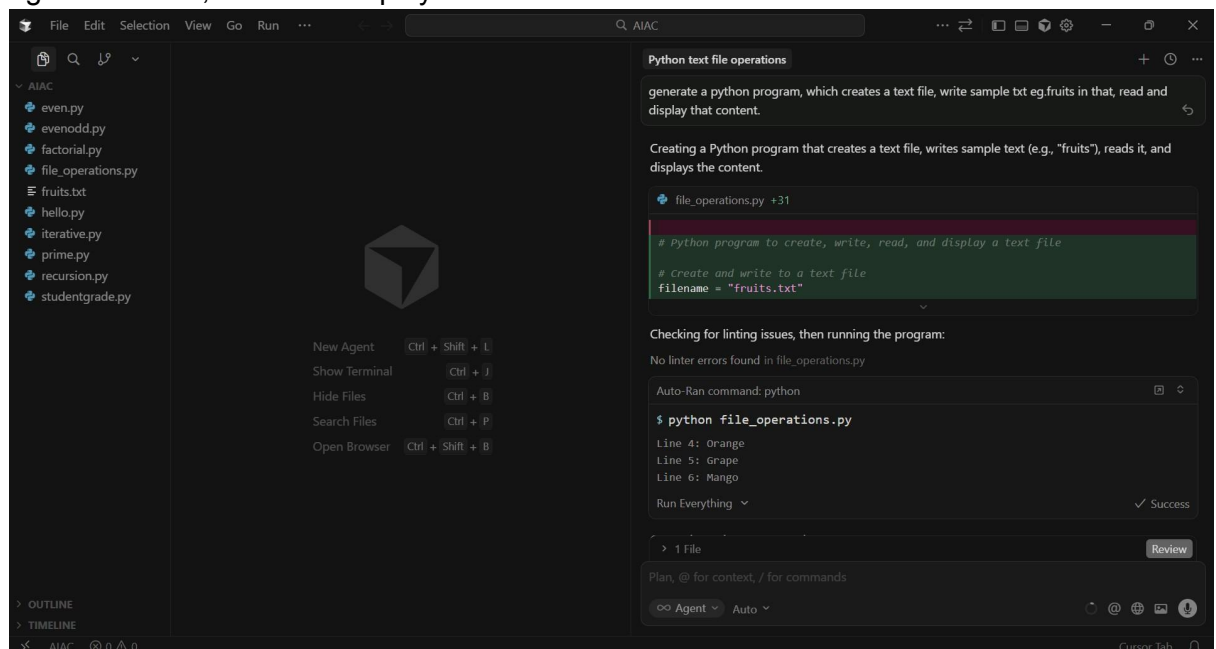 File Edit Selection View Go Run ···
AIAC
AIAC
even.py
evenodd.py
factorial.py
file_operations.py
fruits.txt
hello.py
iterative.py
prime.py
recursion.py
studentgrade.py
OUTLINE
TIMELINE
New Agent Ctrl + Shift + L
Show Terminal Ctrl + J
Hide Files Ctrl + B
Search Files Ctrl + P
Open Browser Ctrl + Shift + B
Python text file operations
generate a python program, which creates a text file, write sample txt eg.fruits in that, read and
display that content.
Creating a Python program that creates a text file, writes sample text (e.g., "fruits"), reads it, and
displays the content.
file_operations.py +31
# Python program to create, write, read, and display a text file
# Create and write to a text file
filename = "fruits.txt"
Checking for linting issues, then running the program:
No linter errors found in file_operations.py
Auto-Ran command: python
$ python file_operations.py
Line 4: Orange
Line 5: Grape
Line 6: Mango
Run Everything
Success
1 File
Review
Plan, @ for context, / for commands
Agent Auto
AIAC 0 0
Cursor Tab